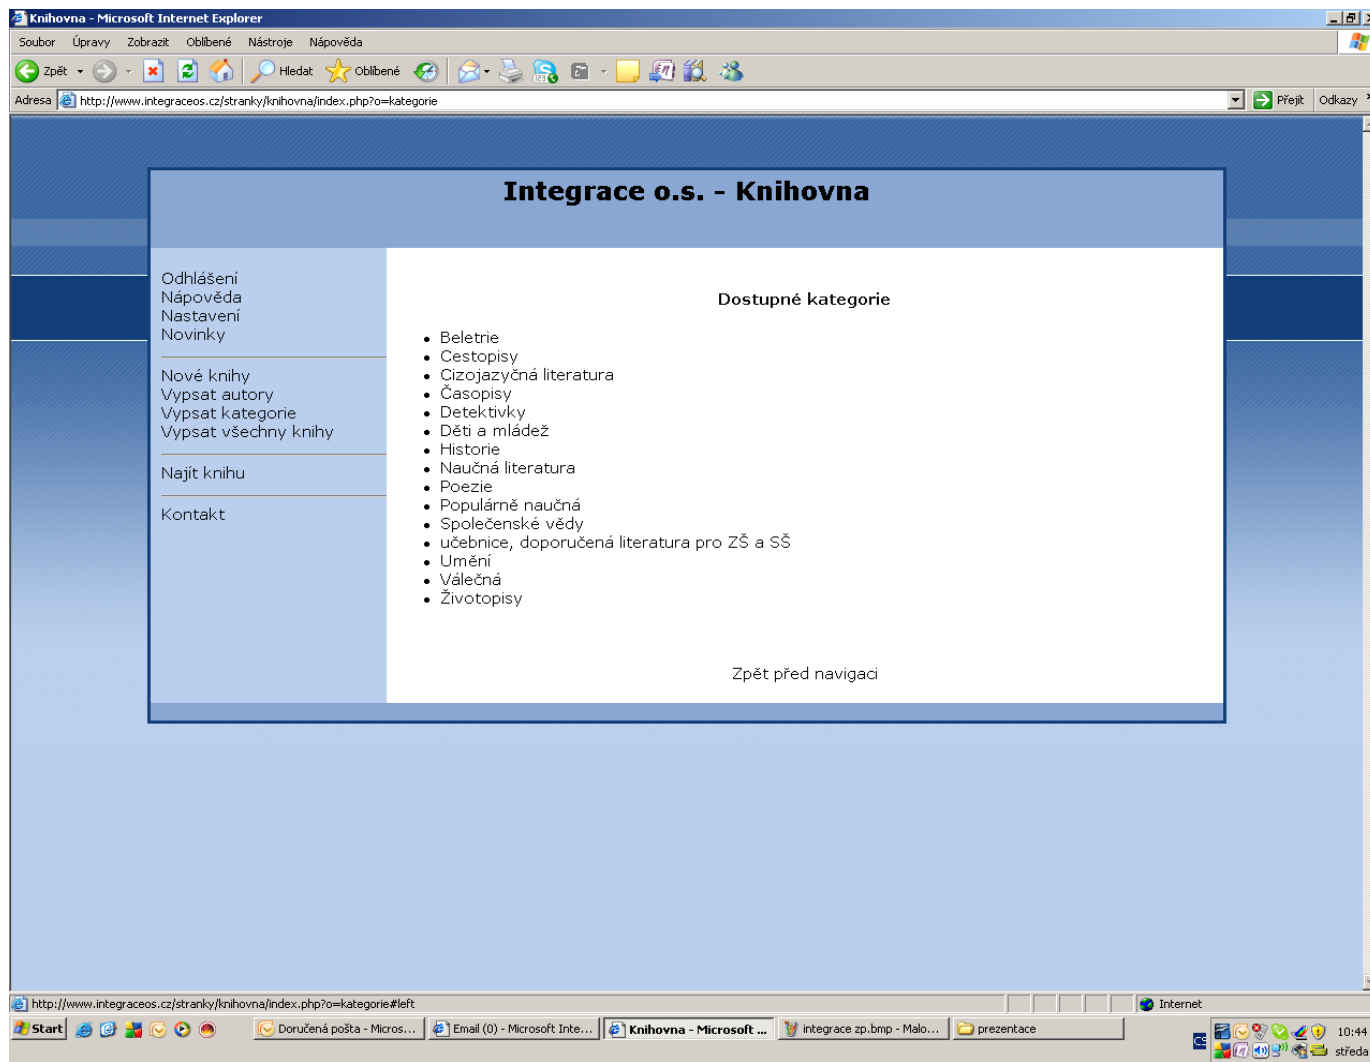 Knihovna - Microsoft Internet Explorer
Soubor Úpravy Zobrazit Oblíbené Nástroje Nápověda
Zpět Hledat Oblíbené
Adresa http://www.integraceos.cz/stranky/knihovna/index.php?o=kategorie Přejít Odkazy
Integrace o.s. - Knihovna
Odhlášení
Nápověda
Nastavení
Novinky
Nové knihy
Vypsat autory
Vypsat kategorie
Vypsat všechny knihy
Najít knihu
Kontakt
Dostupné kategorie
Beletrie
Cestopisy
Cizojazyčná literatura
Časopisy
Detektivky
Děti a mládež
Historie
Naučná literatura
Poezie
Populárně naučná
Společenské vědy
učebnice, doporučená literatura pro ZŠ a SŠ
Umění
Válečná
Životopisy
Zpět před navigaci
http://www.integraceos.cz/stranky/knihovna/index.php?o=kategorie#left Internet
Start Doručená pošta - Micros... Email (0) - Microsoft Inte... Knihovna - Microsoft ... integrace zp.bmp - Malo... prezentace CS 10:44
středa